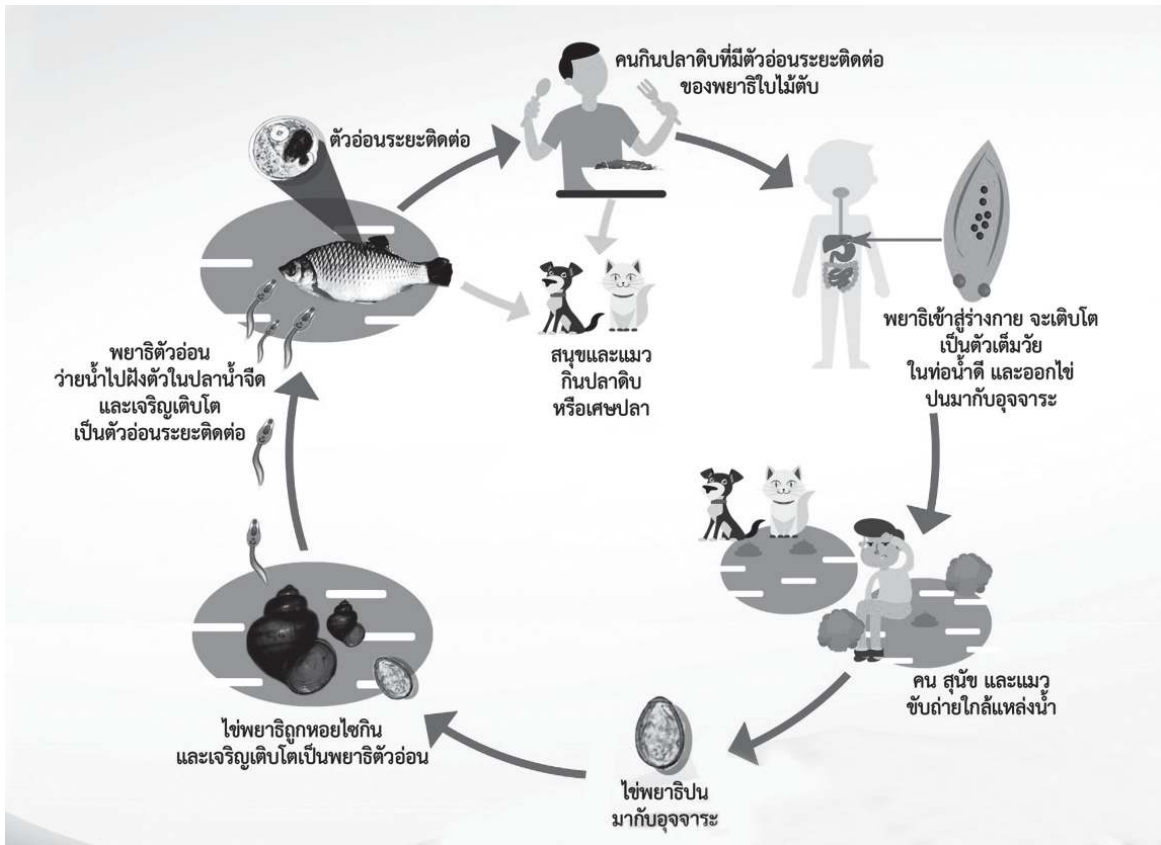 คนกินปลาดิบที่มีตัวอ่อนระยะติดต่อ
ของพยาธิใบไม้ตับ
ตัวอ่อนระยะติดต่อ
พยาธิเข้าสู่ร่างกาย จะเติบโต
เป็นตัวเต็มวัย
ในท่อน้ำดี และออกไข่
ปนมากับอุจจาระ
สนุขและแมว
กินปลาดิบ
หรือเศษปลา
พยาธิตัวอ่อน
ว่ายน้ำไปฝังตัวในปลาน้ำจืด
และเจริญเติบโต
เป็นตัวอ่อนระยะติดต่อ
คน สุนัข และแมว
ขับถ่ายใกล้แหล่งน้ำ
ไข่พยาธิถูกหอยไซกิน
และเจริญเติบโตเป็นพยาธิตัวอ่อน
ไข่พยาธิปน
มากับอุจจาระ